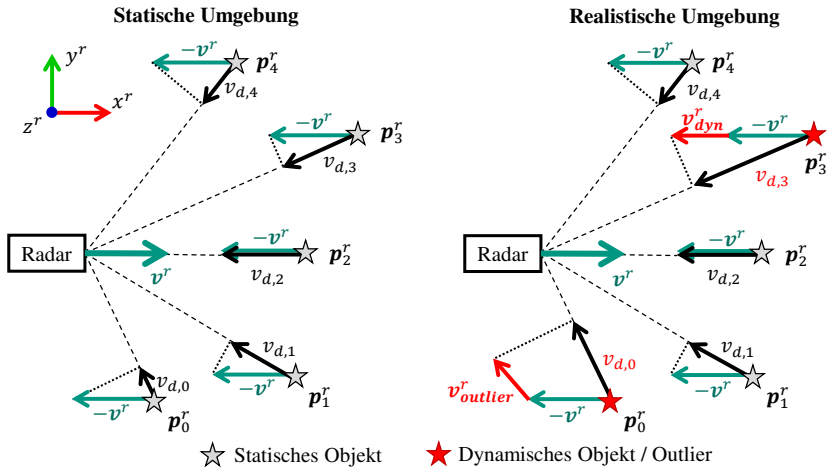 Statische Umgebung
y^r
x^r
z^r
-v^r
p_4^r
v_{d,4}
-v^r
p_3^r
v_{d,3}
Radar
v^r
-v^r
v_{d,2}
p_2^r
v_{d,1}
-v^r
p_1^r
v_{d,0}
-v^r
p_0^r
Realistische Umgebung
-v^r
p_4^r
v_{d,4}
v_{dyn}^r
-v^r
p_3^r
v_{d,3}
Radar
v^r
-v^r
v_{d,2}
p_2^r
v_{d,1}
-v^r
p_1^r
v_{d,0}
v_{outlier}^r
-v^r
p_0^r
Statisches Objekt
Dynamisches Objekt / Outlier